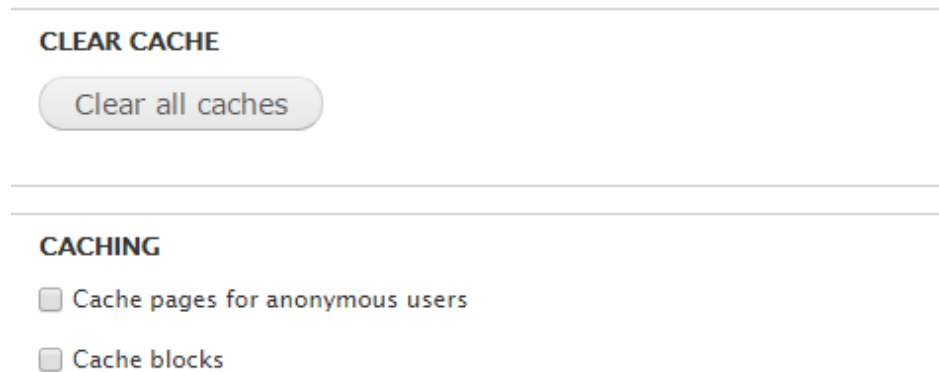 CLEAR CACHE
Clear all caches
CACHING
Cache pages for anonymous users
Cache blocks